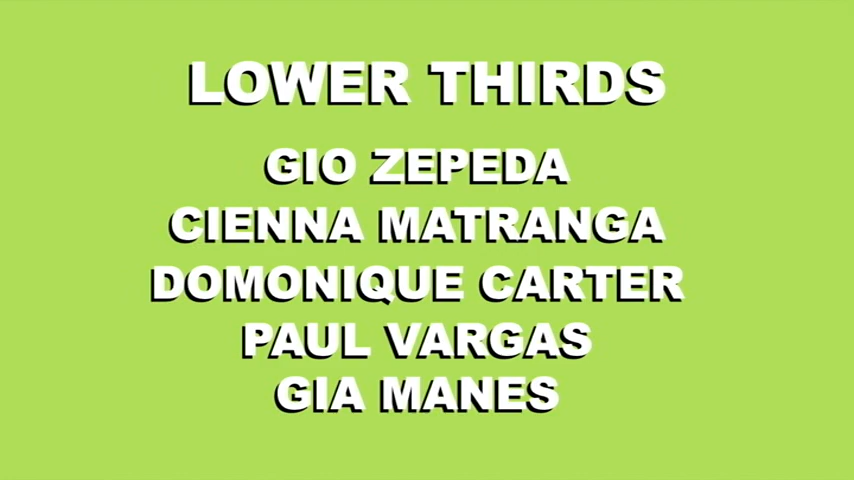 LOWER THIRDS
GIO ZEPEDA
CIENNA MATRANGA
DOMONIQUE CARTER
PAUL VARGAS
GIA MANES